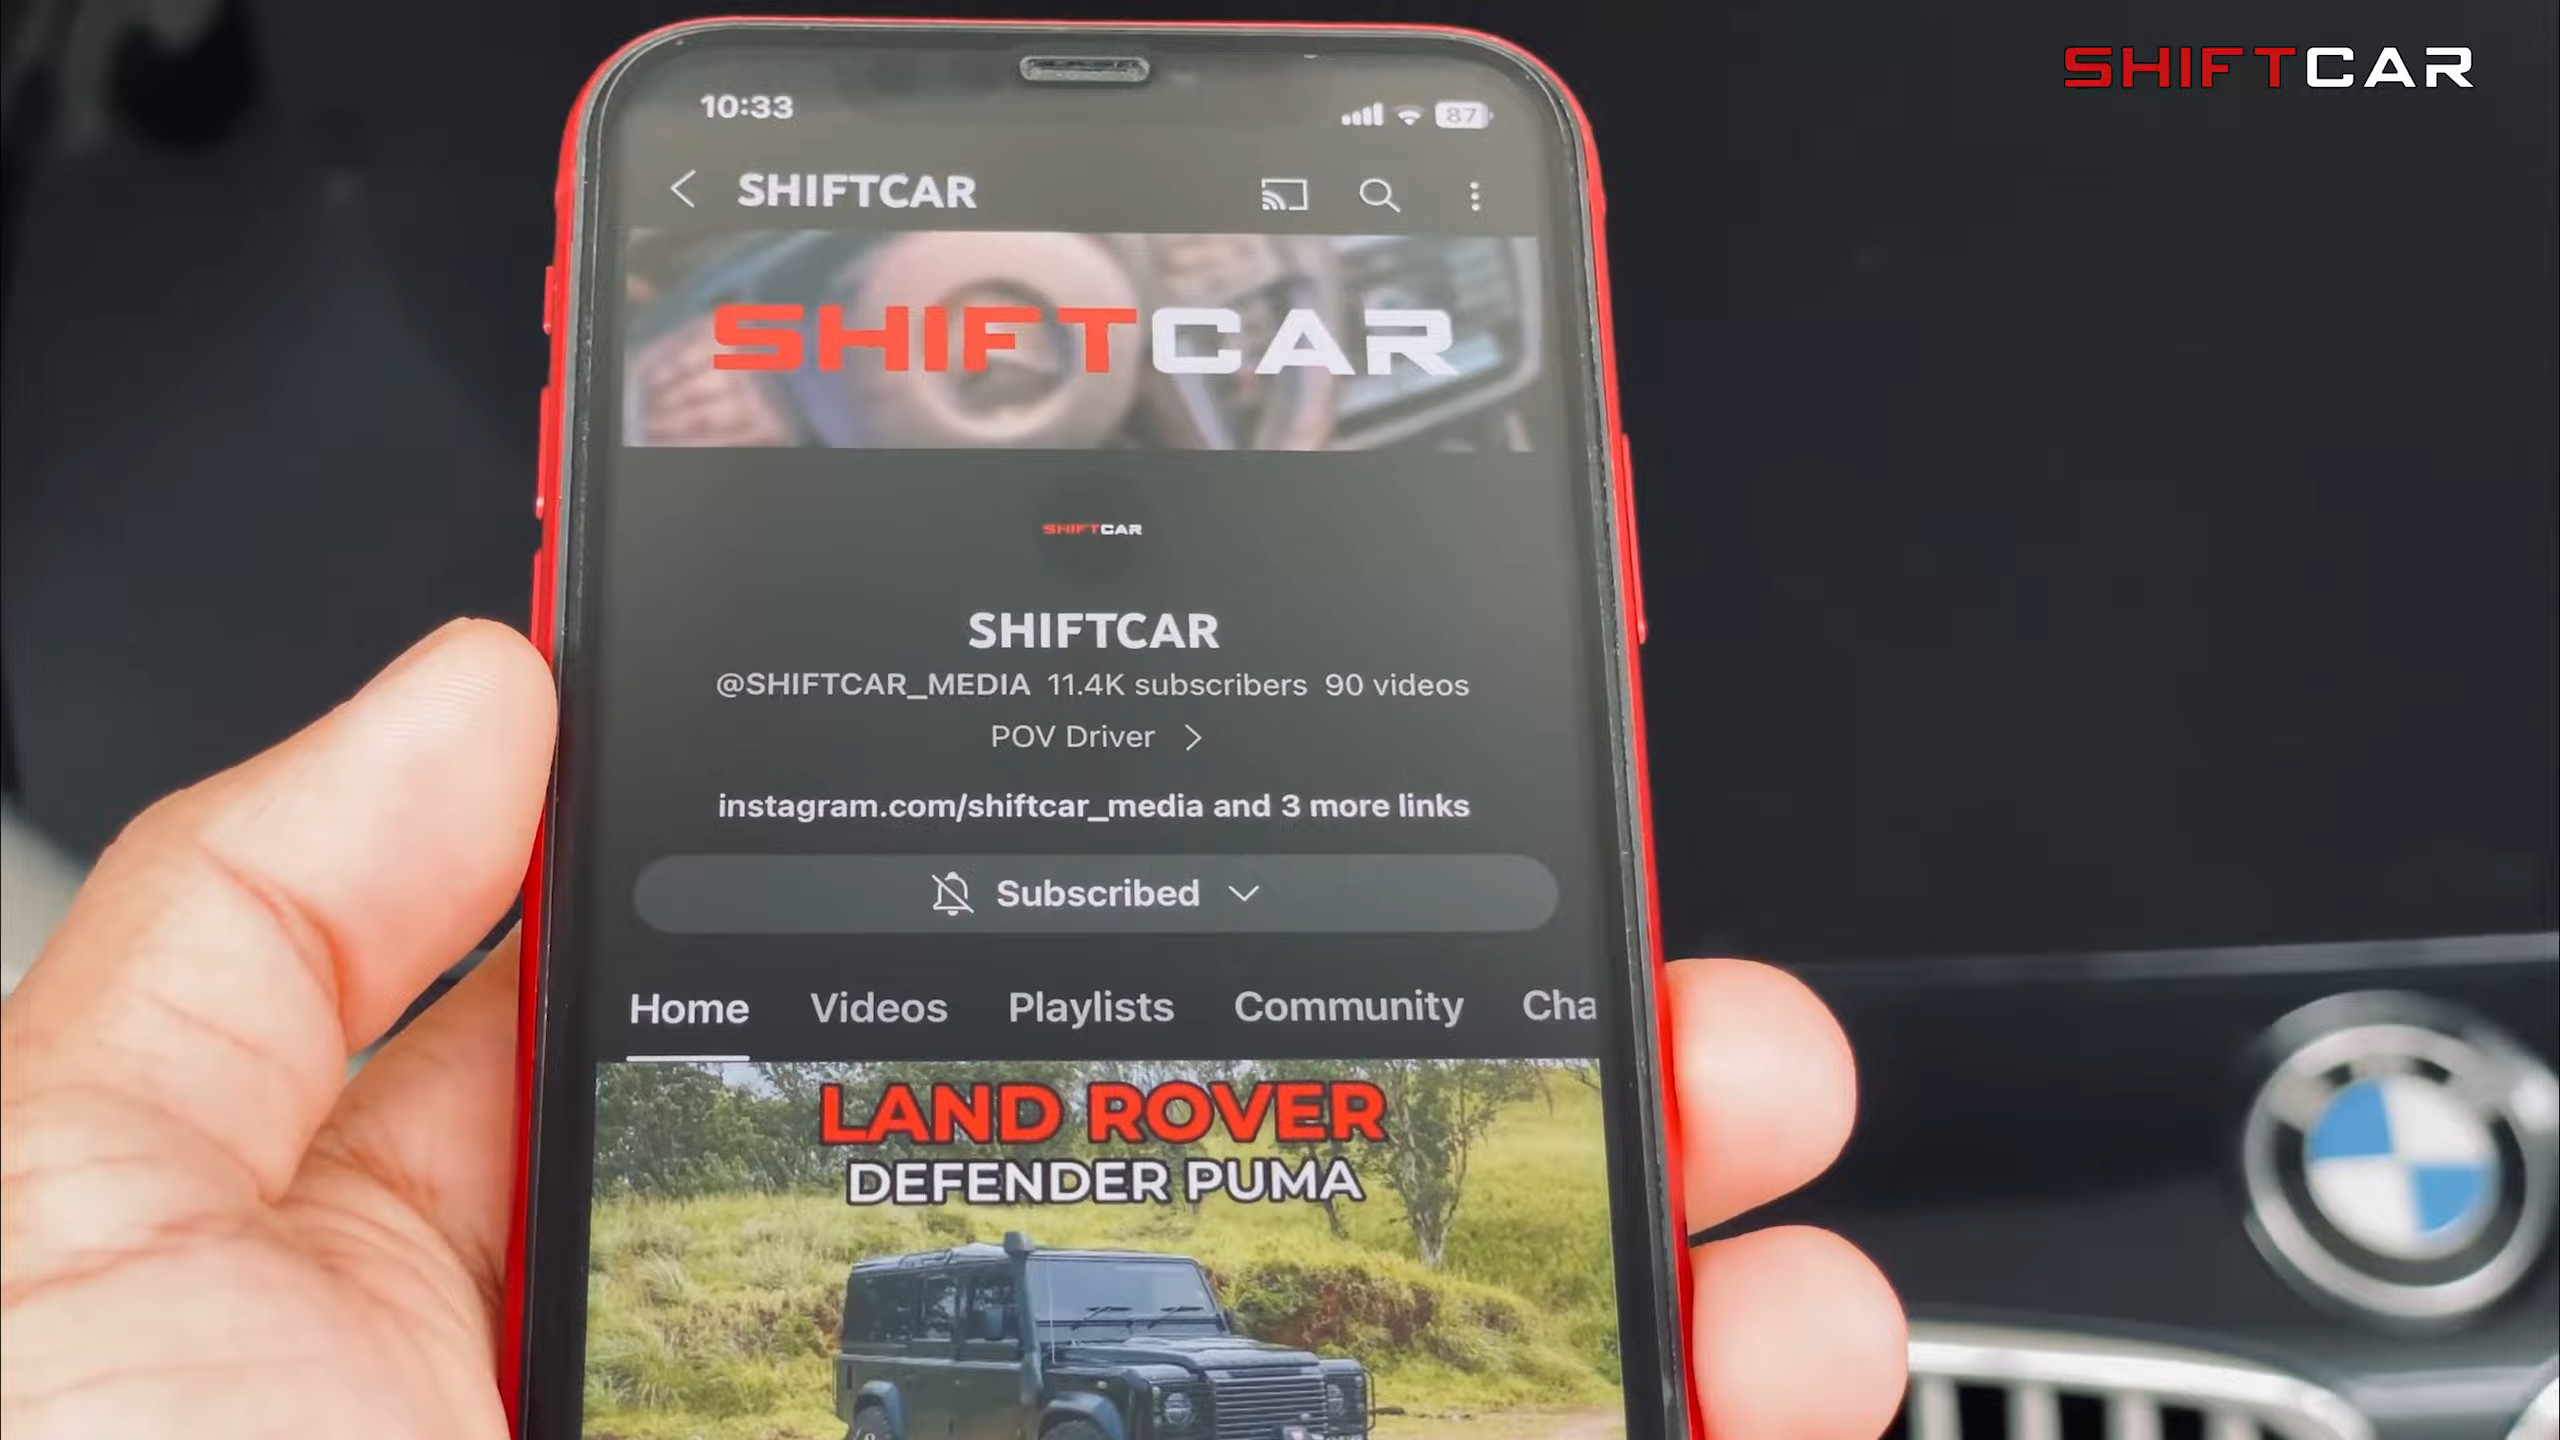 SHIFTCAR
10:33
87
SHIFTCAR
SHIFTCAR
SHIFTCAR
SHIFTCAR
@SHIFTCAR_MEDIA 11.4K subscribers 90 videos
POV Driver
instagram.com/shiftcar_media and 3 more links
Subscribed
Home Videos Playlists Community Cha
LAND ROVER
DEFENDER PUMA